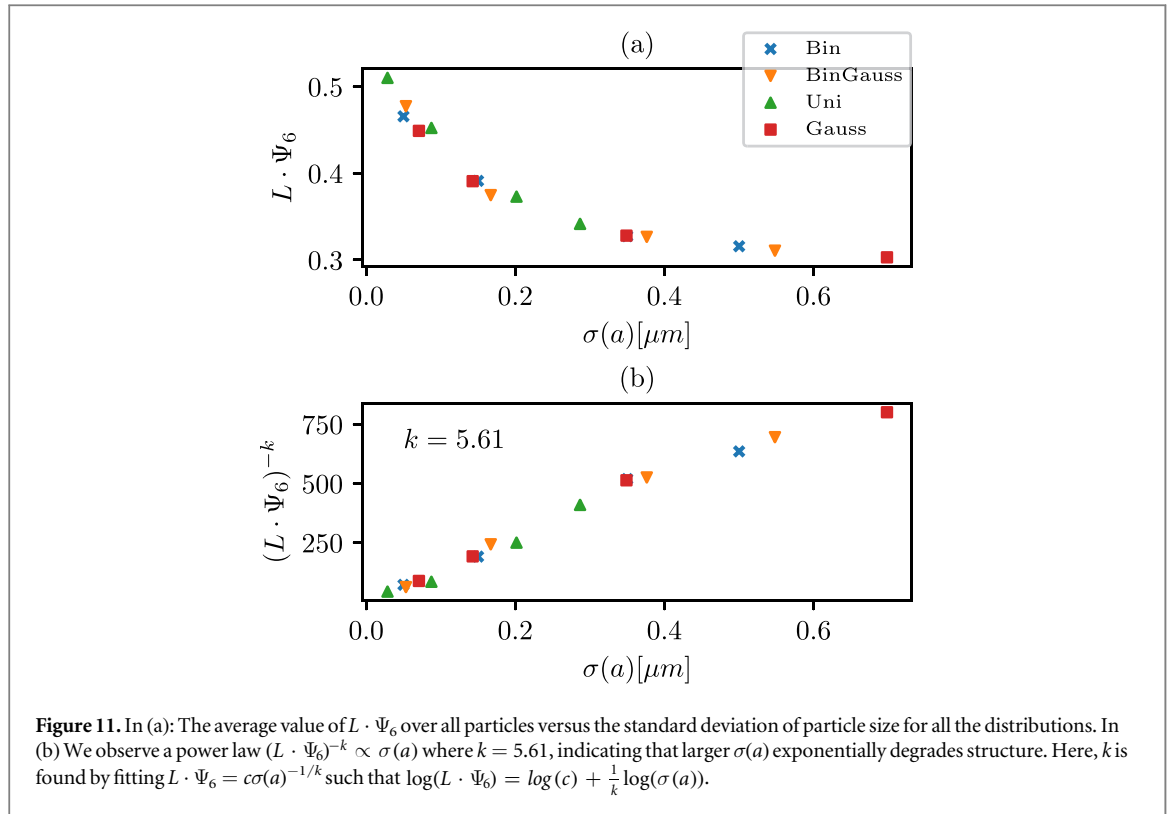 (a)
Bin
BinGauss
Uni
Gauss
0.5
0.4
0.3
L · Ψ6
0.0 0.2 0.4 0.6
σ(a)[μm]
(b)
k = 5.61
750
500
250
(L · Ψ6)^−k
0.0 0.2 0.4 0.6
σ(a)[μm]
Figure 11. In (a): The average value of L · Ψ6 over all particles versus the standard deviation of particle size for all the distributions. In
(b) We observe a power law (L · Ψ6)^−k ∝ σ(a) where k = 5.61, indicating that larger σ(a) exponentially degrades structure. Here, k is
found by fitting L · Ψ6 = cσ(a)^−1/k such that log(L · Ψ6) = log(c) + 1/k log(σ(a)).